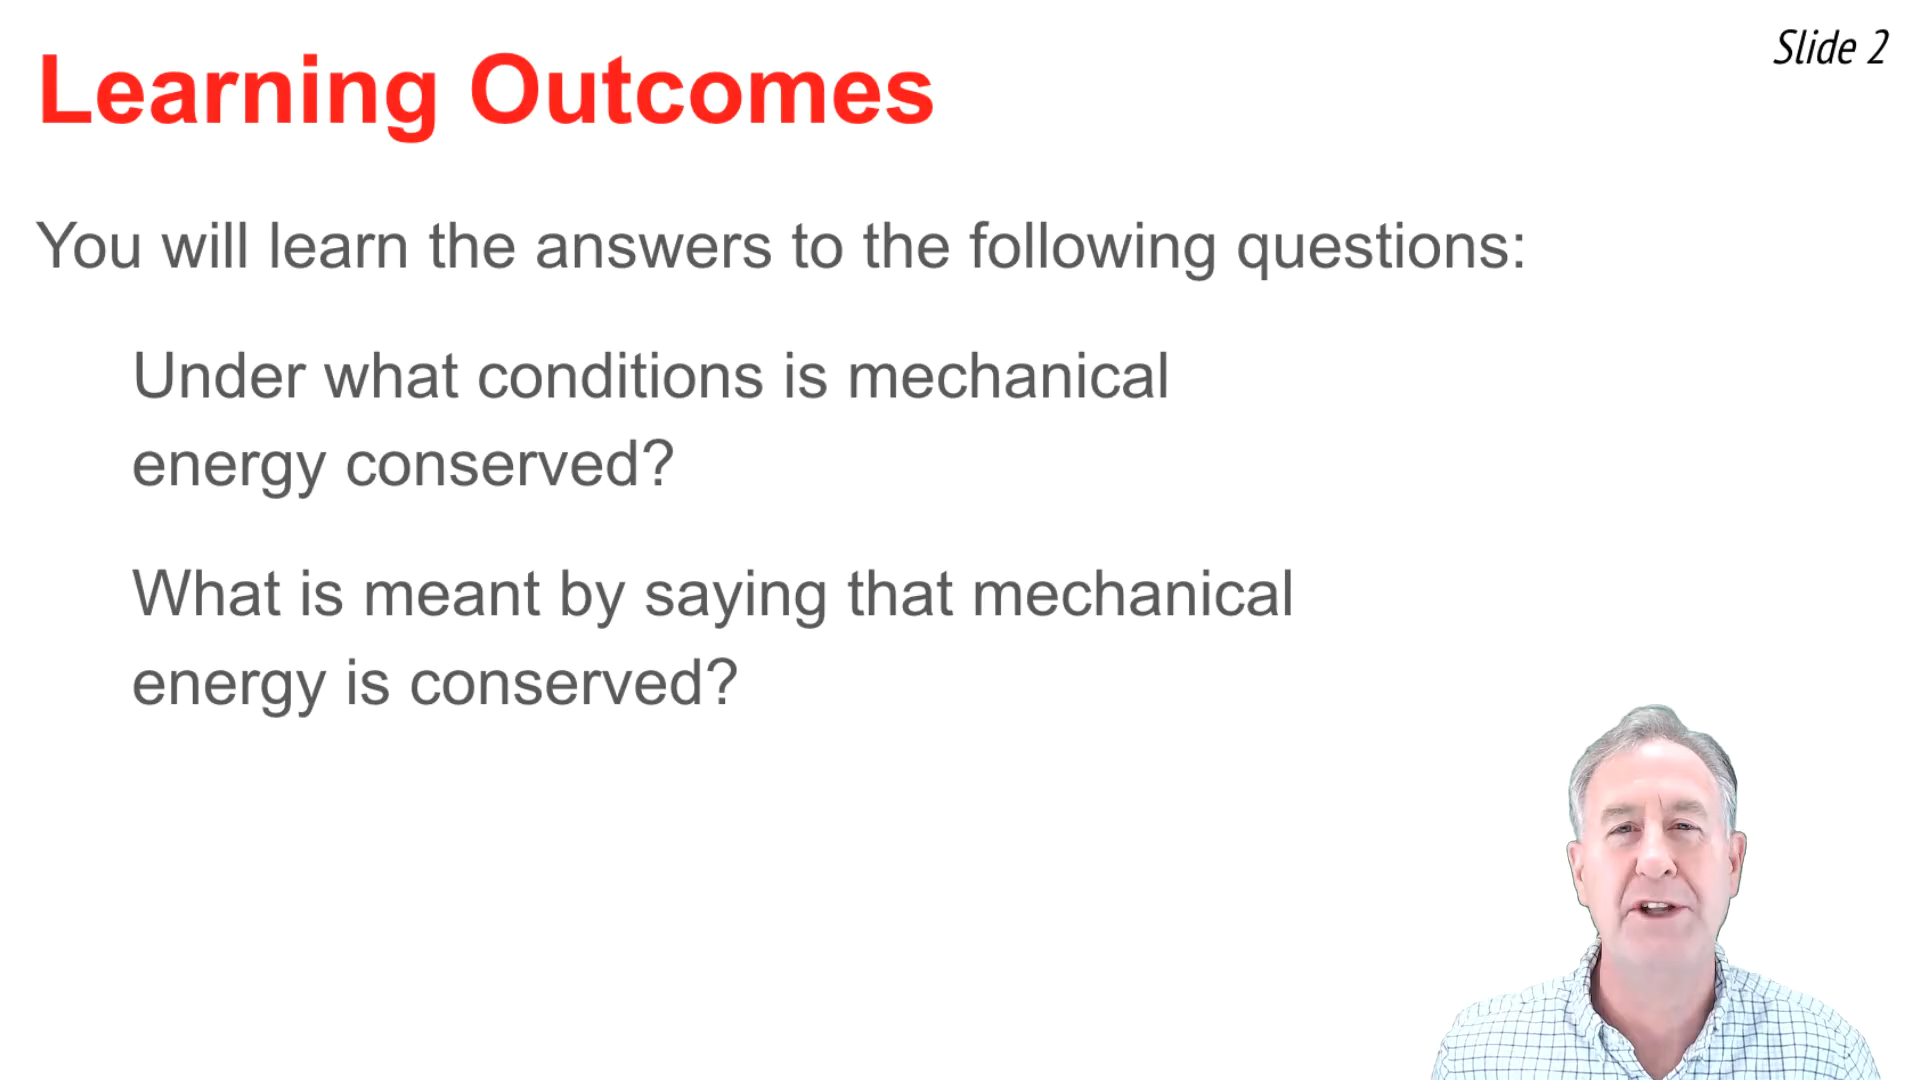 Slide 2
Learning Outcomes
You will learn the answers to the following questions:
Under what conditions is mechanical
energy conserved?
What is meant by saying that mechanical
energy is conserved?